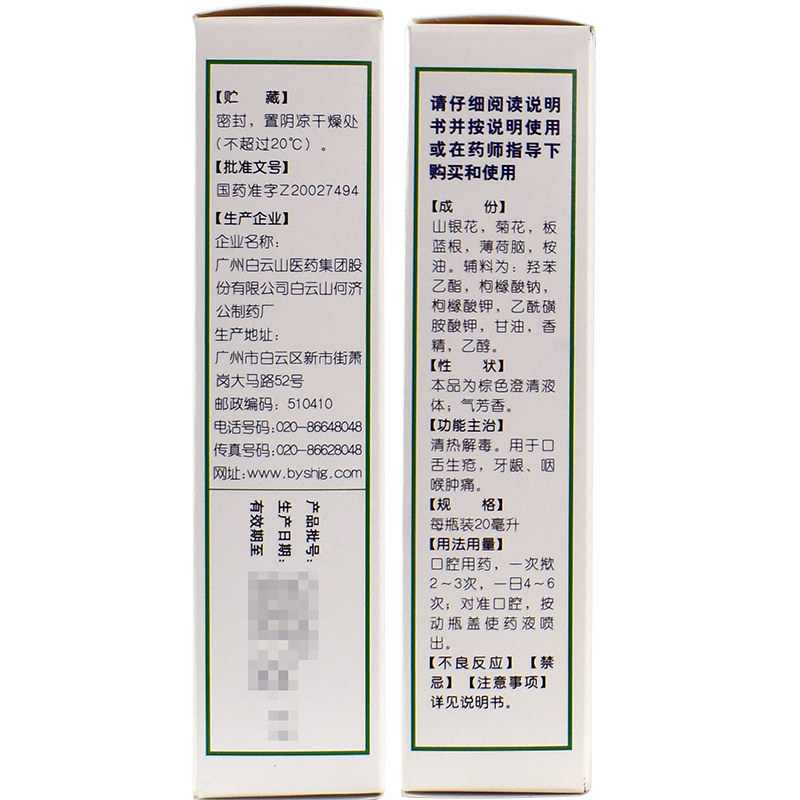 【贮　藏】
密封，置阴凉干燥处
（不超过20℃）。
【批准文号】
国药准字Z20027494
【生产企业】
企业名称：
广州白云山医药集团股
份有限公司白云山何济
公制药厂
生产地址：
广州市白云区新市街萧
岗大马路52号
邮政编码：510410
电话号码:020-86648048
传真号码:020-86628048
网址:www.byshjg.com
产品批号:
生产日期:
有效期至
请仔细阅读说明
书并按说明使用
或在药师指导下
购买和使用
【成　份】
山银花，菊花，板
蓝根，薄荷脑，桉
油。辅料为：羟苯
乙酯，枸橼酸钠，
枸橼酸钾，乙酰磺
胺酸钾，甘油，香
精，乙醇。
【性　状】
本品为棕色澄清液
体；气芳香。
【功能主治】
清热解毒。用于口
舌生疮，牙龈、咽
喉肿痛。
【规　格】
每瓶装20毫升
【用法用量】
口腔用药，一次揿
2～3次，一日4～6
次；对准口腔，按
动瓶盖使药液喷
出。
【不良反应】【禁
忌】【注意事项】
详见说明书。